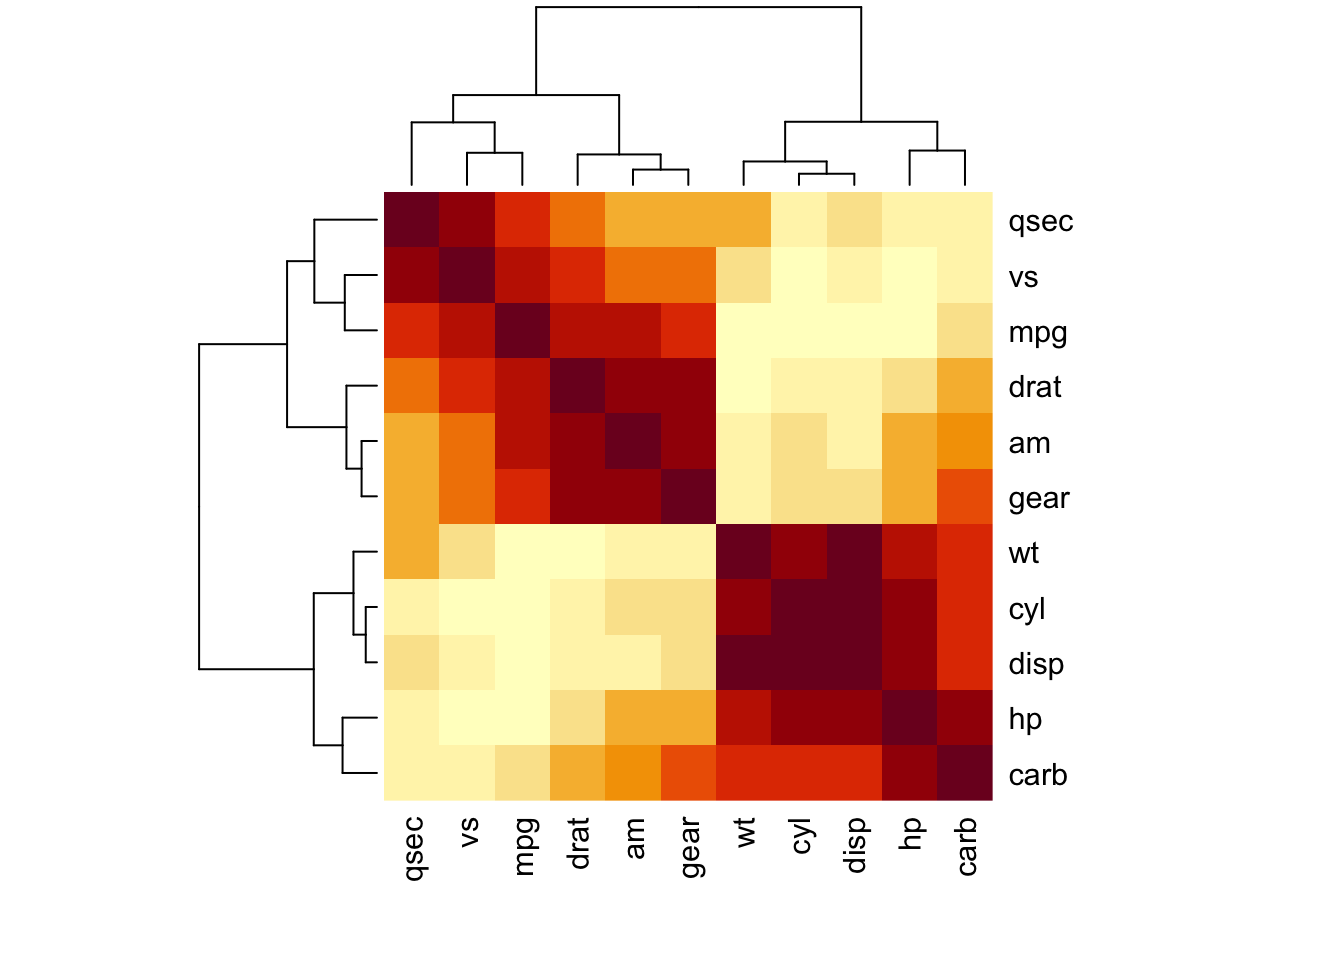 qsec
vs
mpg
drat
am
gear
wt
cyl
disp
hp
carb
qsec
vs
mpg
drat
am
gear
wt
cyl
disp
hp
carb